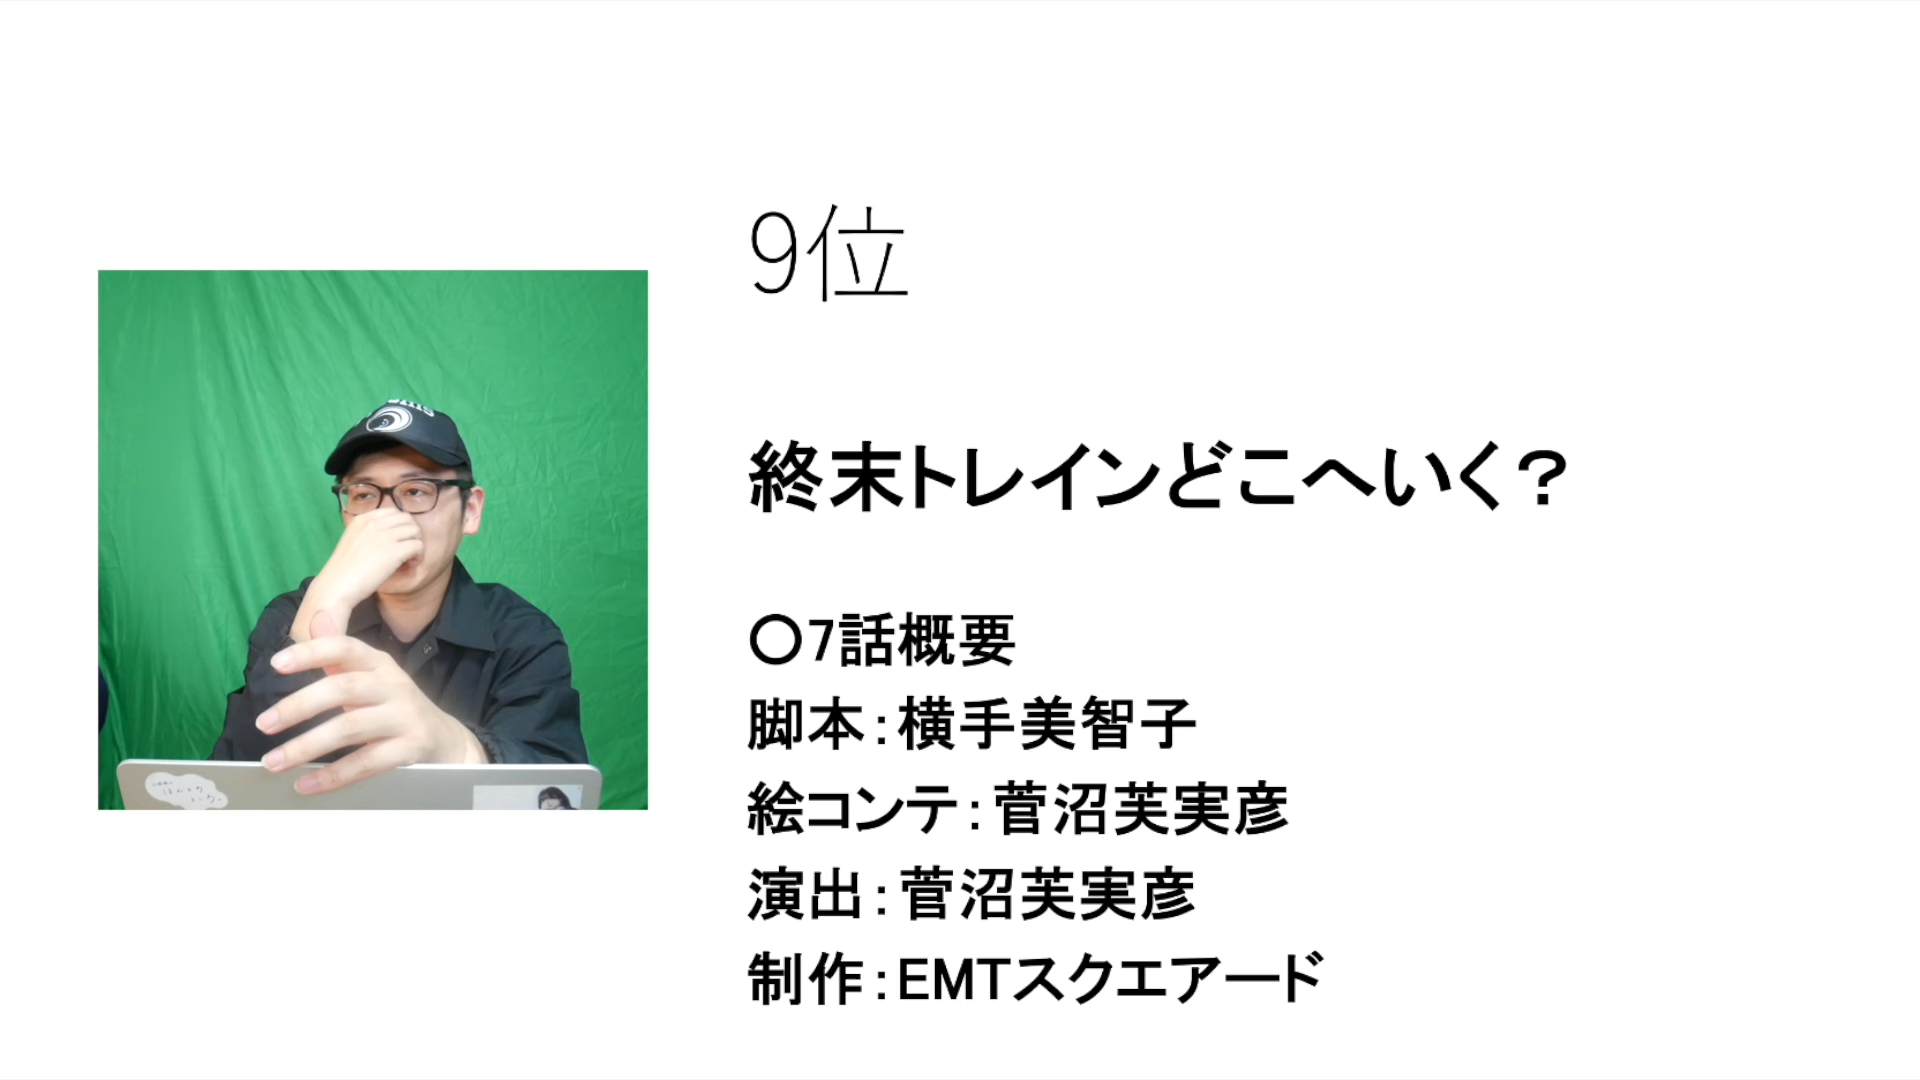 9位
終末トレインどこへいく？
〇7話概要
脚本：横手美智子
絵コンテ：菅沼芙実彦
演出：菅沼芙実彦
制作：EMTスクエアード